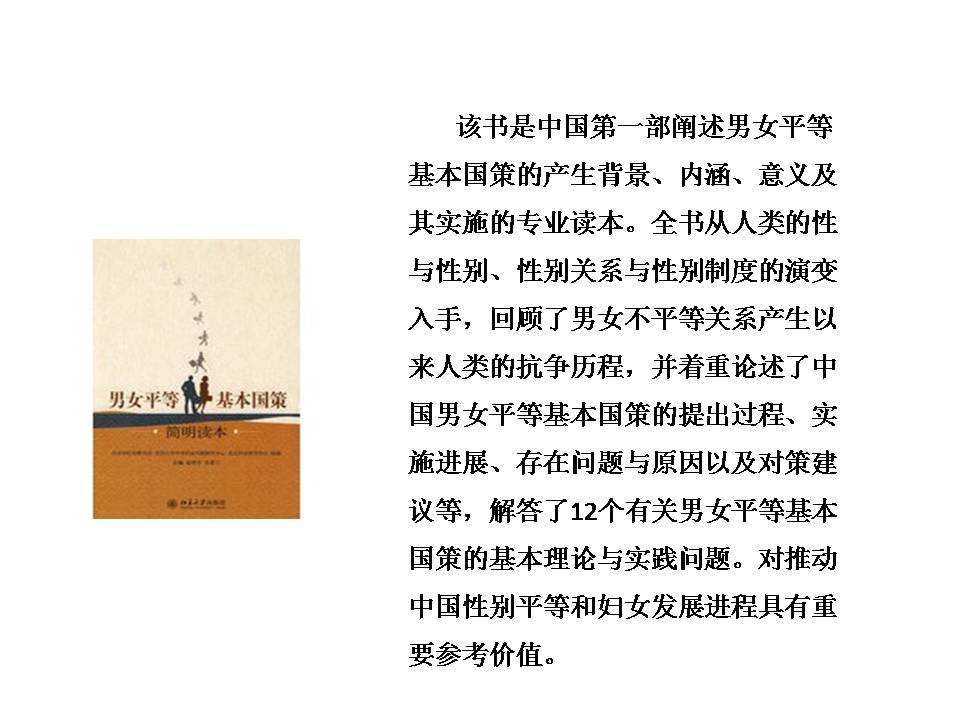 该书是中国第一部阐述男女平等
基本国策的产生背景、内涵、意义及
其实施的专业读本。全书从人类的性
与性别、性别关系与性别制度的演变
入手，回顾了男女不平等关系产生以
来人类的抗争历程，并着重论述了中
国男女平等基本国策的提出过程、实
施进展、存在问题与原因以及对策建
议等，解答了12个有关男女平等基本
国策的基本理论与实践问题。对推动
中国性别平等和妇女发展进程具有重
要参考价值。
男女平等 基本国策
·简明读本·
北京大学出版社